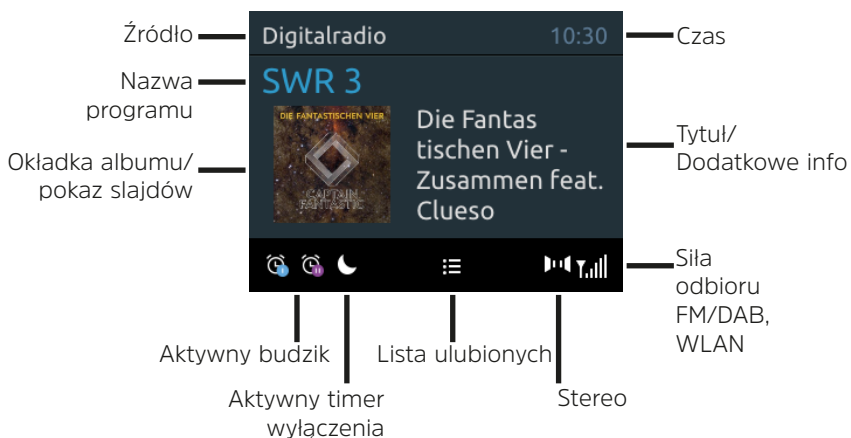 Źródło
Digitalradio
10:30
Czas
Nazwa
programu
SWR 3
DIE FANTASTISCHEN VIER
CAPTAIN
FANTASTIC
Okładka albumu/
pokaz slajdów
Die Fantas
tischen Vier -
Zusammen feat.
Clueso
Tytuł/
Dodatkowe info
Siła
odbioru
FM/DAB,
WLAN
Aktywny budzik
Lista ulubionych
Aktywny timer
wyłączenia
Stereo